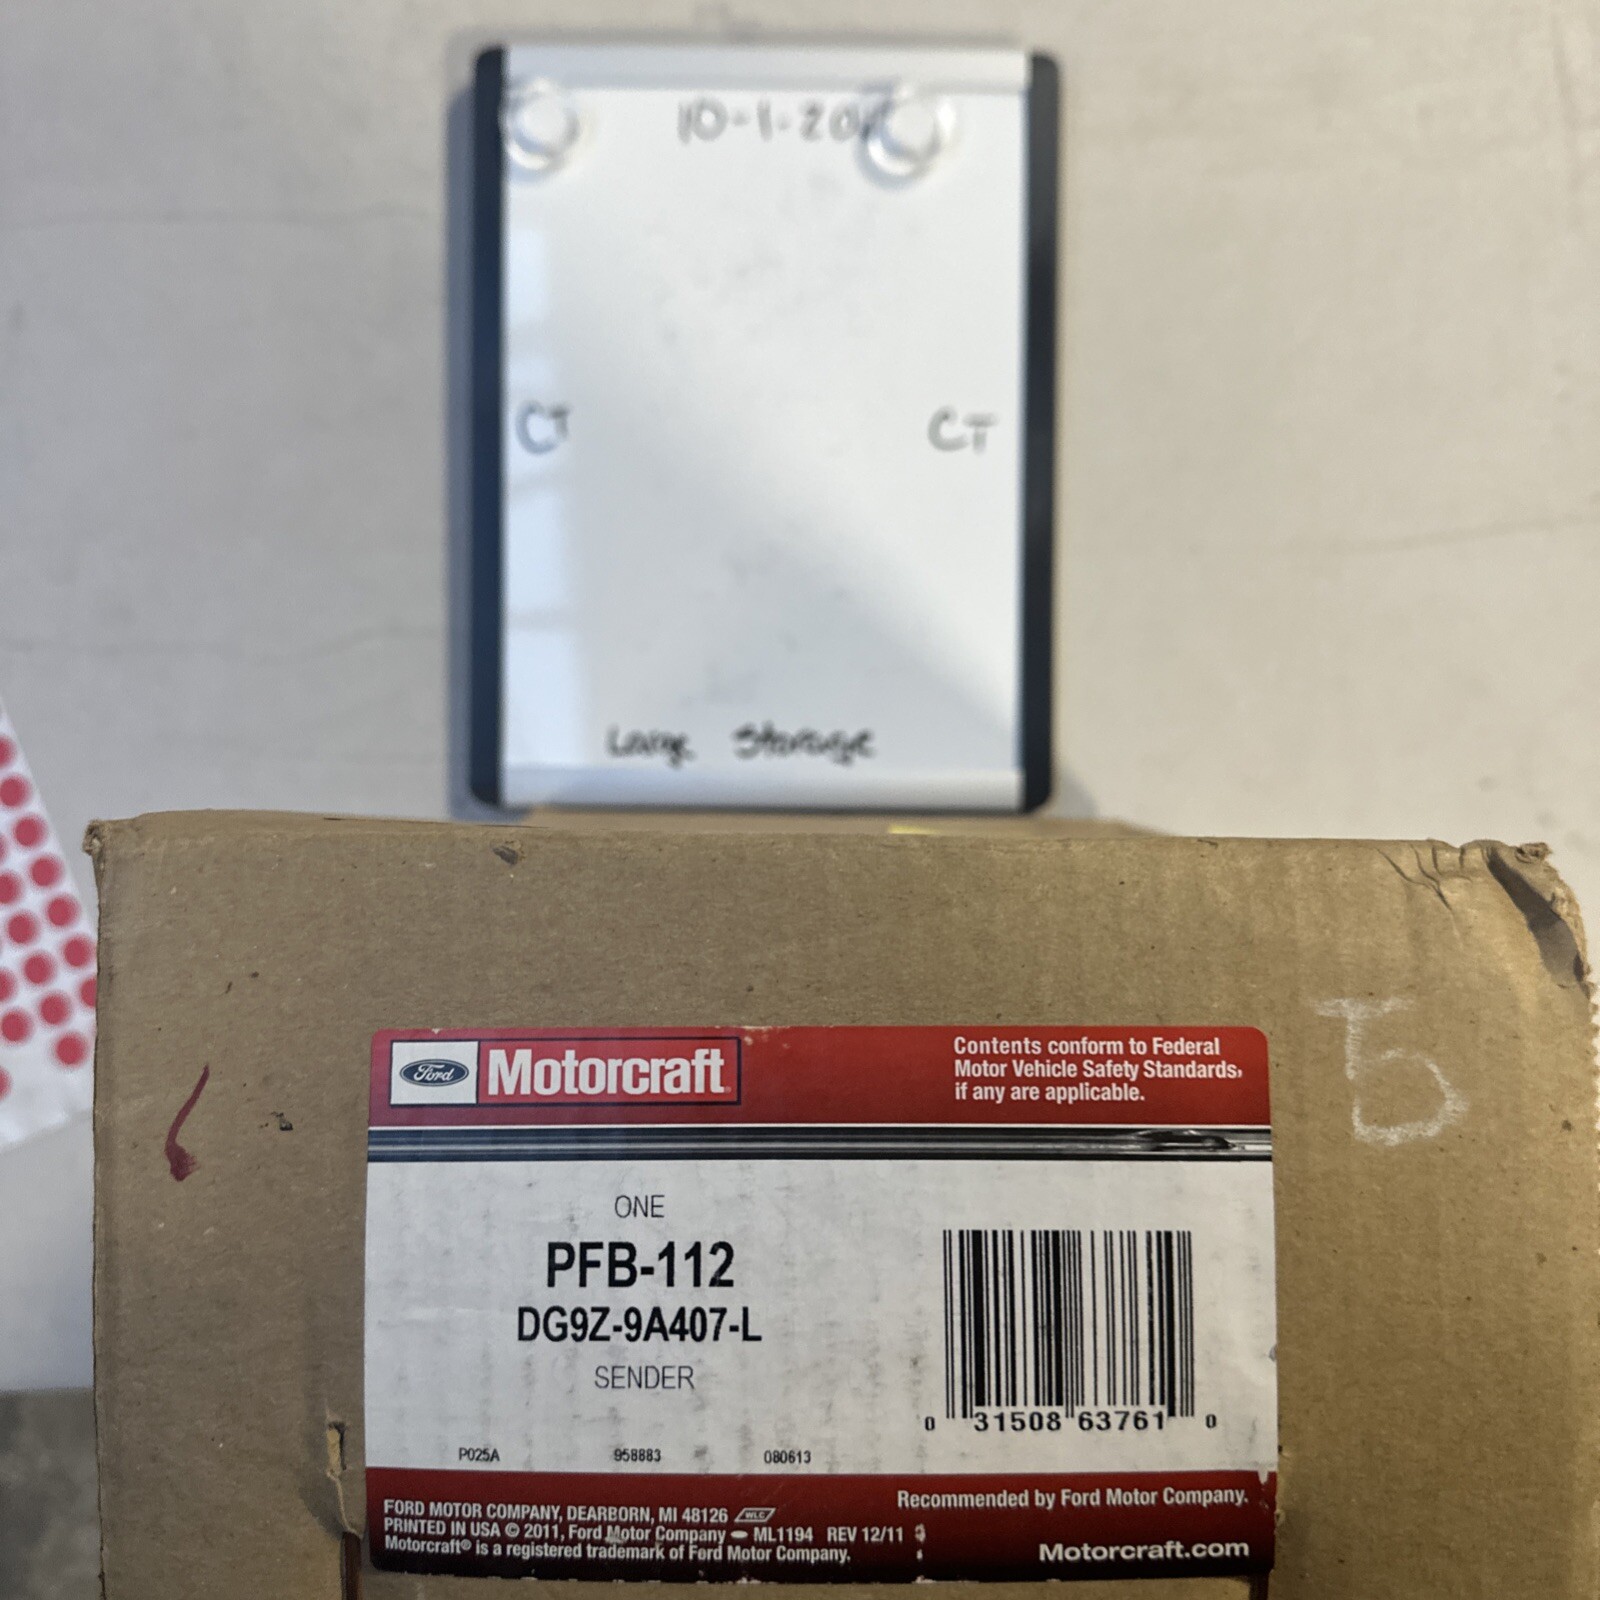 10-1-20
CT
CT
Large Storage
Ford
Motorcraft
Contents conform to Federal
Motor Vehicle Safety Standards,
if any are applicable.
ONE
PFB-112
DG9Z-9A407-L
SENDER
0 31508 63761 0
P025A 958883 080613
FORD MOTOR COMPANY, DEARBORN, MI 48126 WLC
PRINTED IN USA © 2011, Ford Motor Company – ML1194 REV 12/11
Motorcraft® is a registered trademark of Ford Motor Company.
Recommended by Ford Motor Company.
Motorcraft.com